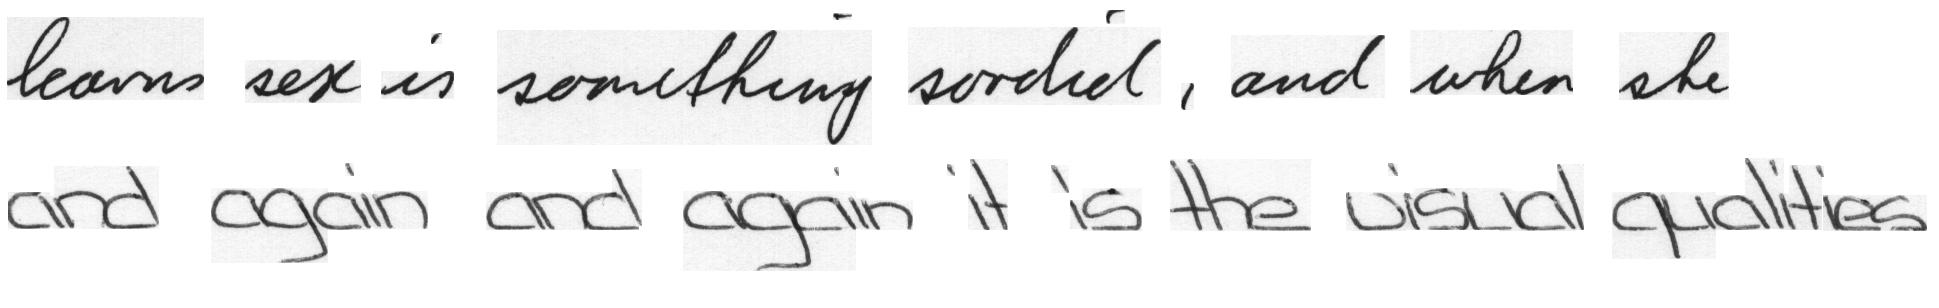 learns sex is something sordid, and when she
and again and again it is the visual qualities